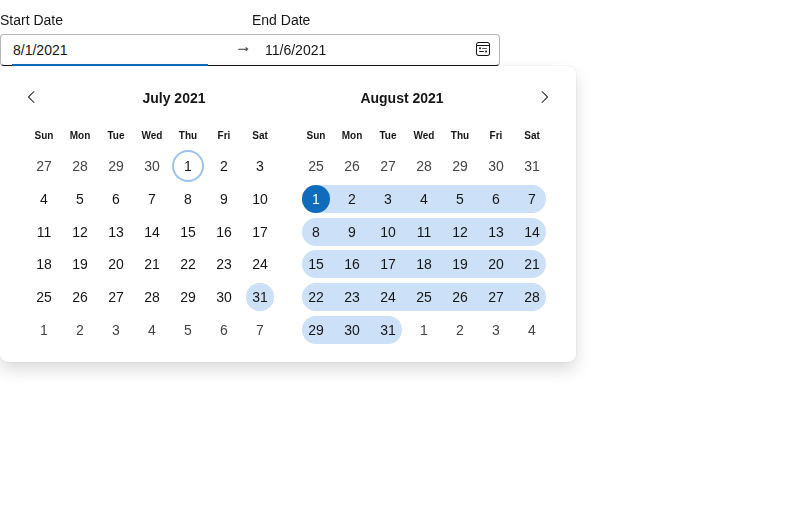 Start Date End Date
8/1/2021 → 11/6/2021
July 2021
Sun Mon Tue Wed Thu Fri Sat
27 28 29 30 1 2 3
4 5 6 7 8 9 10
11 12 13 14 15 16 17
18 19 20 21 22 23 24
25 26 27 28 29 30 31
1 2 3 4 5 6 7
August 2021
Sun Mon Tue Wed Thu Fri Sat
25 26 27 28 29 30 31
1 2 3 4 5 6 7
8 9 10 11 12 13 14
15 16 17 18 19 20 21
22 23 24 25 26 27 28
29 30 31 1 2 3 4